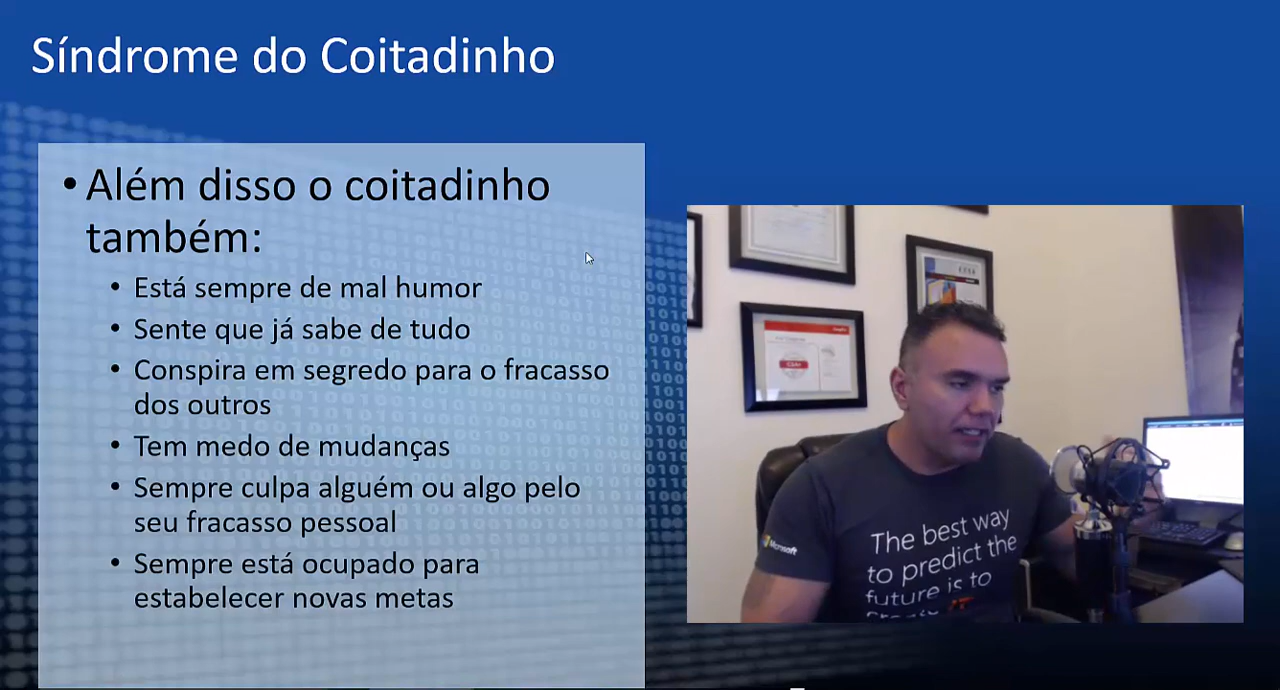 Síndrome do Coitadinho
• Além disso o coitadinho
também:
• Está sempre de mal humor
• Sente que já sabe de tudo
• Conspira em segredo para o fracasso
dos outros
• Tem medo de mudanças
• Sempre culpa alguém ou algo pelo
seu fracasso pessoal
• Sempre está ocupado para
estabelecer novas metas
Microsoft
The best way
to predict the
future is to